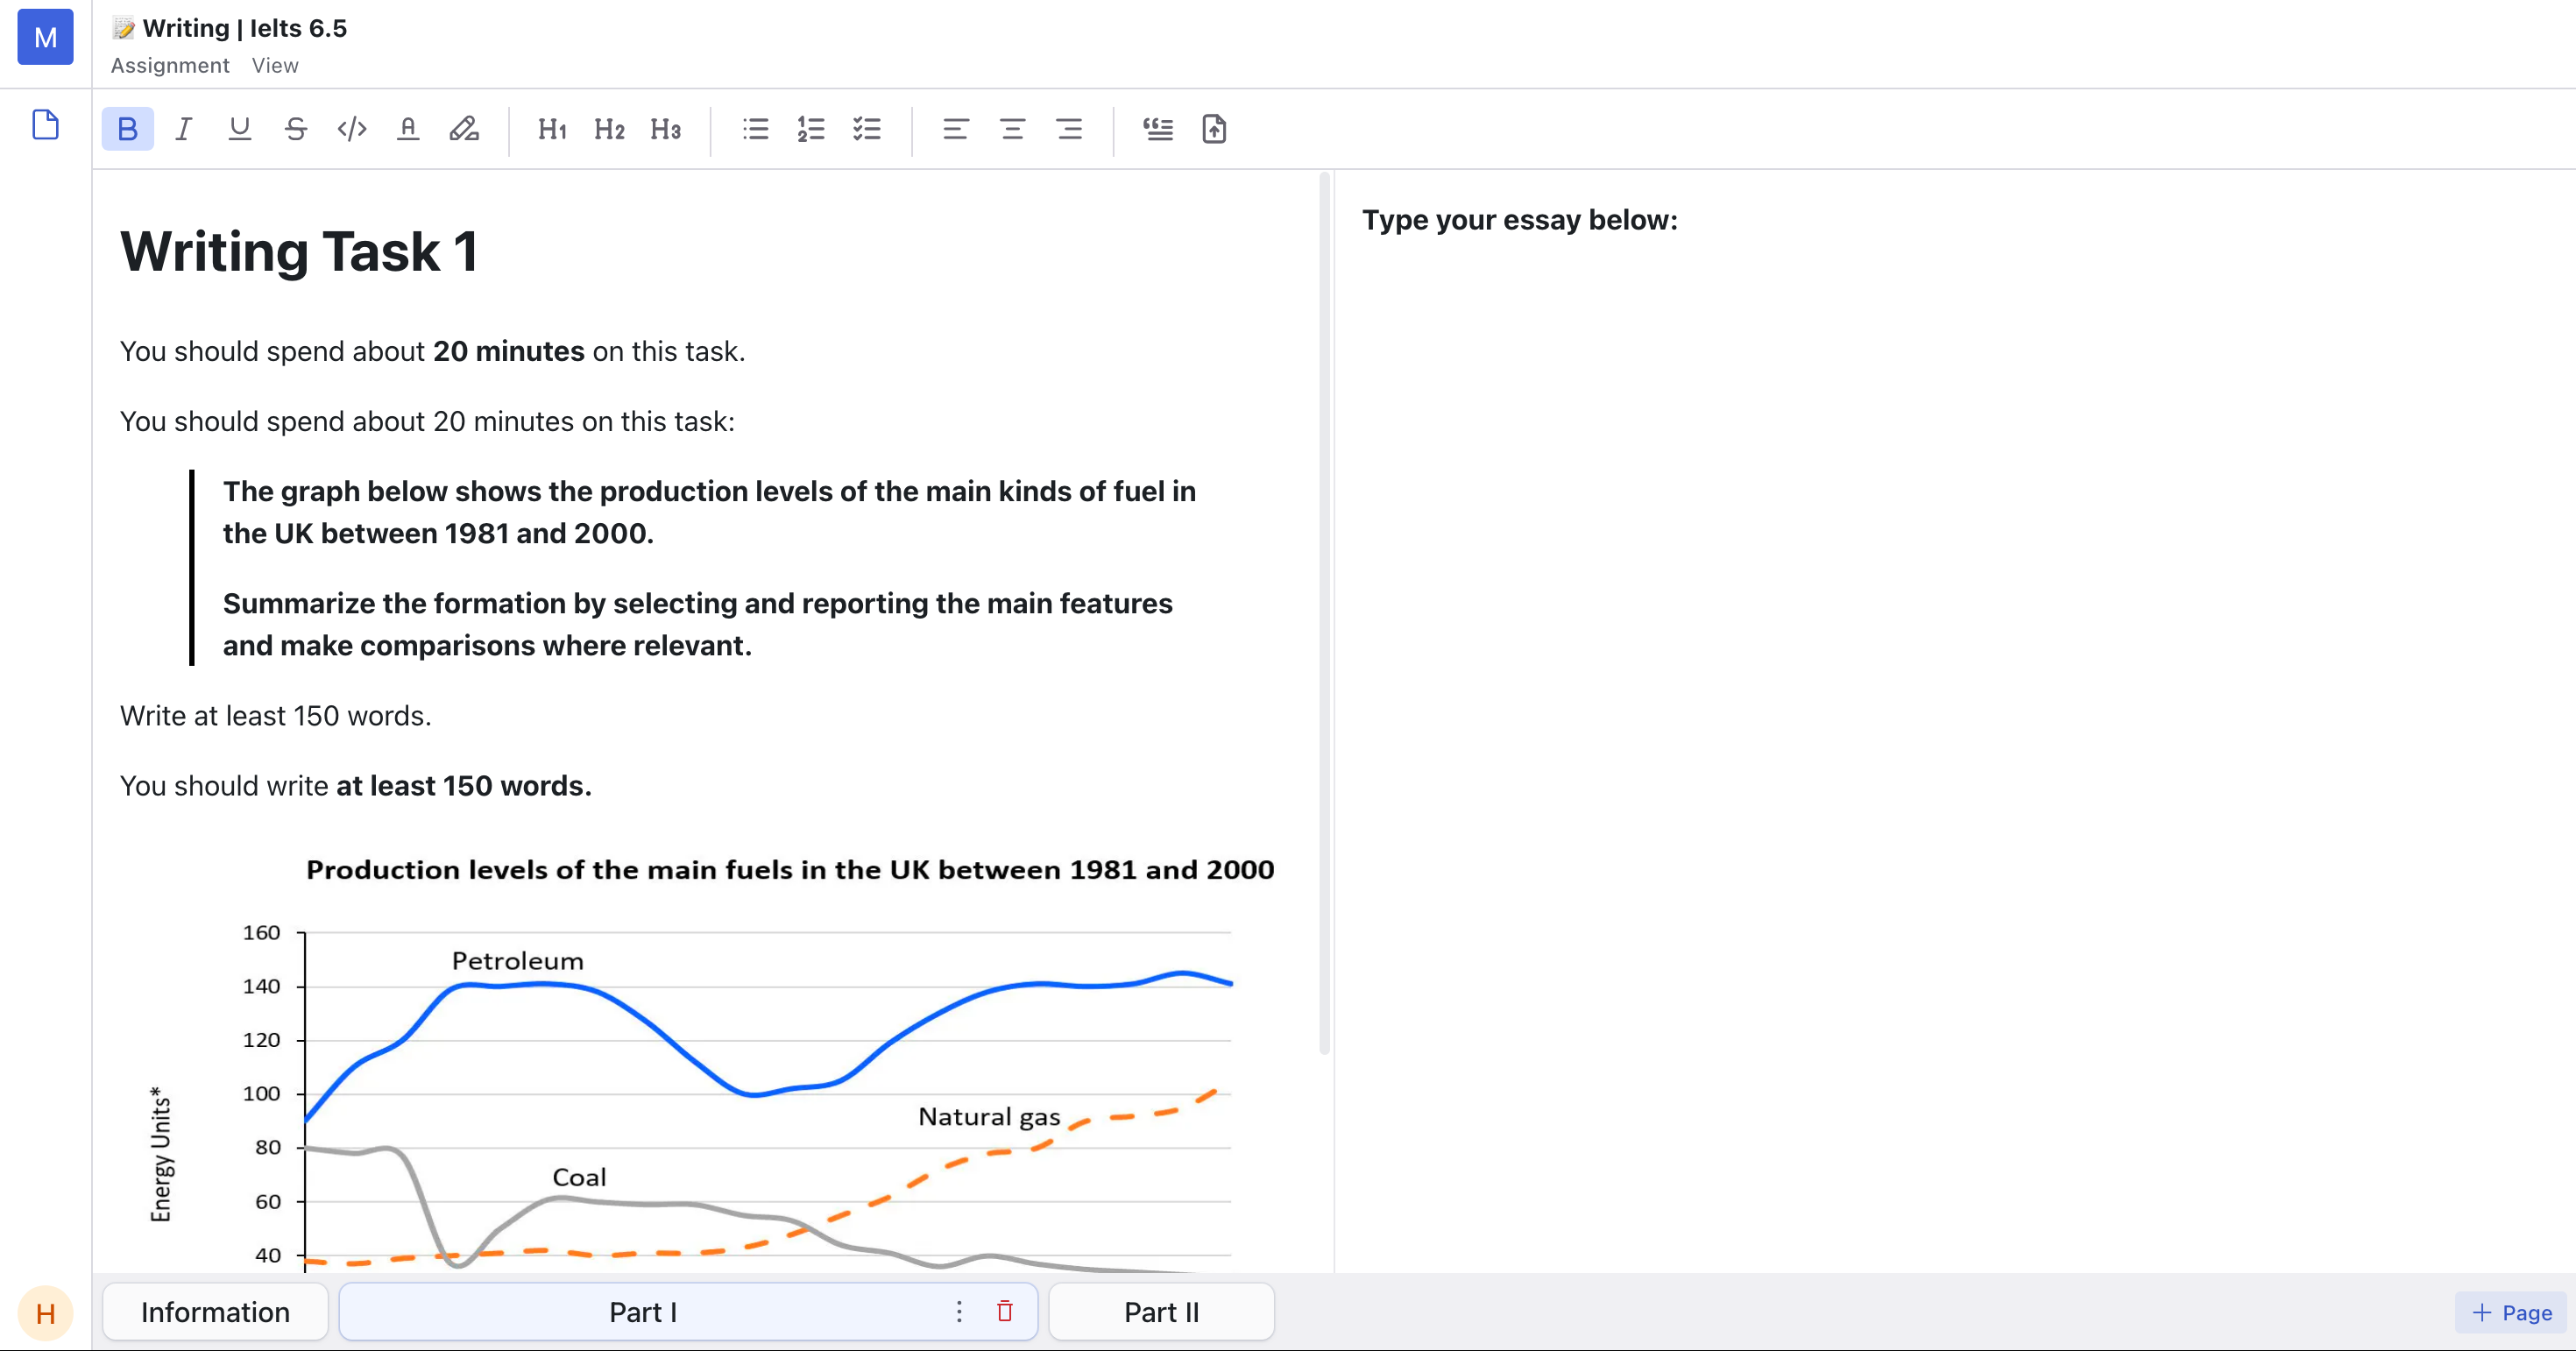 M
📝 Writing | Ielts 6.5
Assignment View
B I U S </> A H1 H2 H3
Writing Task 1
Type your essay below:
You should spend about 20 minutes on this task.
You should spend about 20 minutes on this task:
The graph below shows the production levels of the main kinds of fuel in
the UK between 1981 and 2000.
Summarize the formation by selecting and reporting the main features
and make comparisons where relevant.
Write at least 150 words.
You should write at least 150 words.
Production levels of the main fuels in the UK between 1981 and 2000
160
Petroleum
140
120
100
Energy Units*
Natural gas
80
Coal
60
40
H
Information
Part I
Part II
+ Page